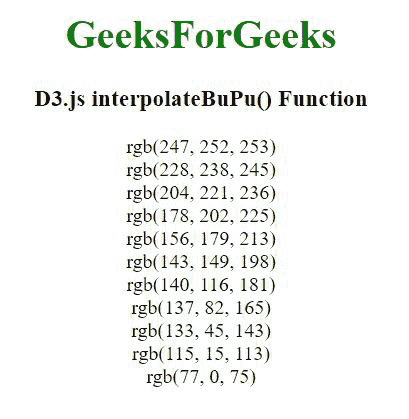 GeeksForGeeks
D3.js interpolateBuPu() Function
rgb(247, 252, 253)
rgb(228, 238, 245)
rgb(204, 221, 236)
rgb(178, 202, 225)
rgb(156, 179, 213)
rgb(143, 149, 198)
rgb(140, 116, 181)
rgb(137, 82, 165)
rgb(133, 45, 143)
rgb(115, 15, 113)
rgb(77, 0, 75)